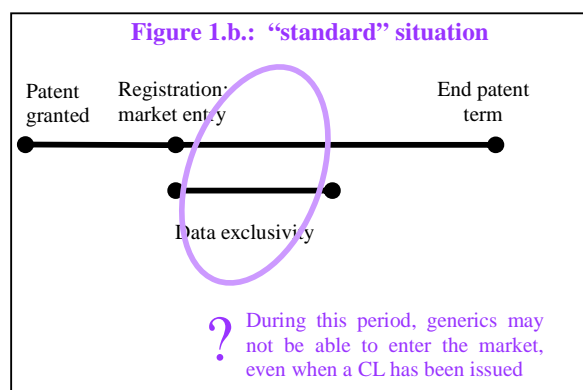 Figure 1.b.: “standard” situation
Patent
granted
Registration:
market entry
End patent
term
Data exclusivity
?
During this period, generics may
not be able to enter the market,
even when a CL has been issued